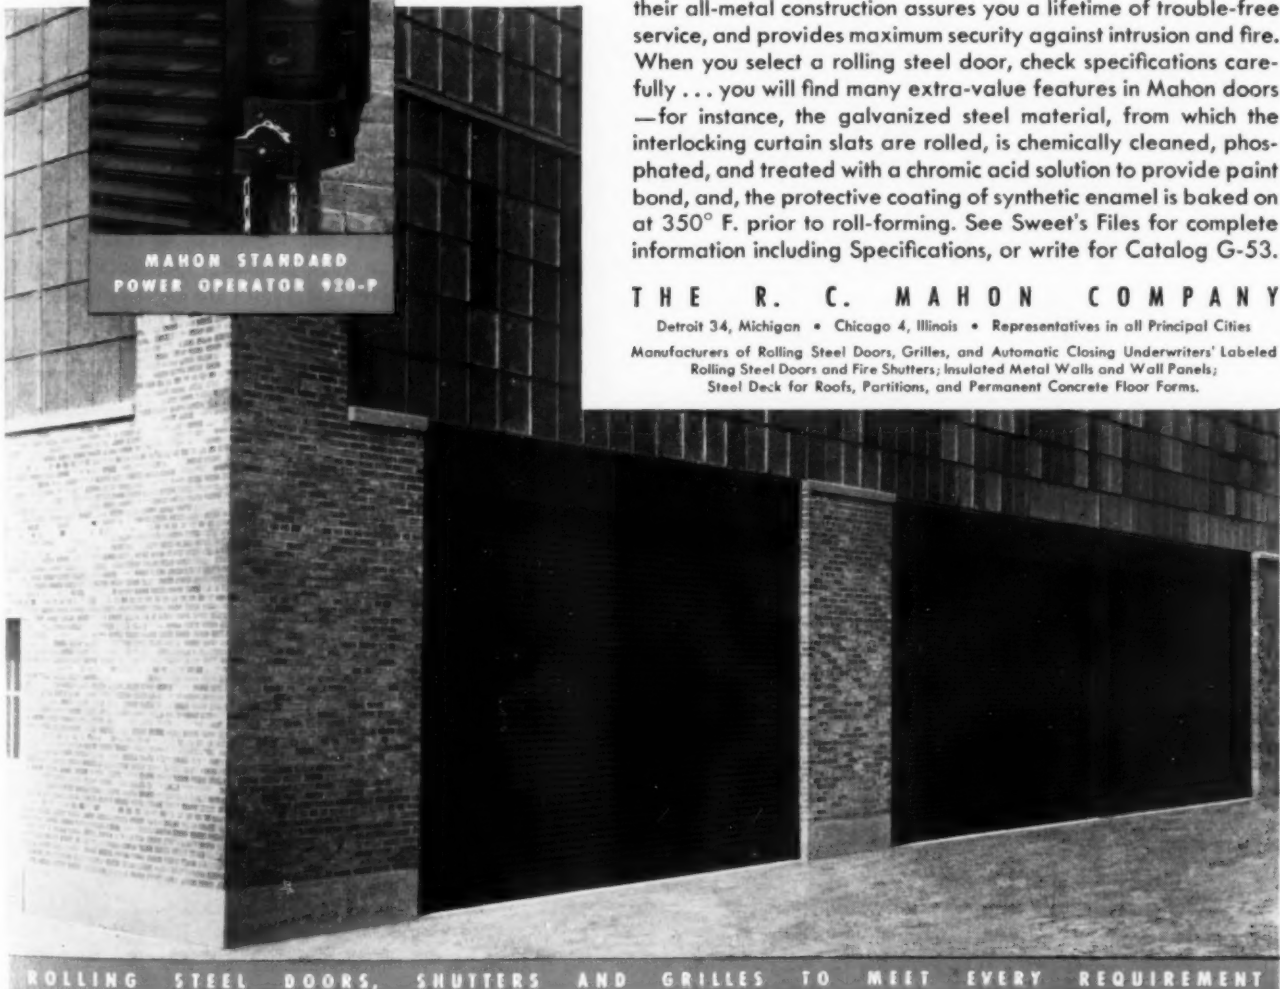 their all-metal construction assures you a lifetime of trouble-free
service, and provides maximum security against intrusion and fire.
When you select a rolling steel door, check specifications care-
fully . . . you will find many extra-value features in Mahon doors
—for instance, the galvanized steel material, from which the
interlocking curtain slats are rolled, is chemically cleaned, phos-
phated, and treated with a chromic acid solution to provide paint
bond, and, the protective coating of synthetic enamel is baked on
at 350° F. prior to roll-forming. See Sweet's Files for complete
information including Specifications, or write for Catalog G-53.
MAHON STANDARD
POWER OPERATOR 920-P
THE R. C. MAHON COMPANY
Detroit 34, Michigan • Chicago 4, Illinois • Representatives in all Principal Cities
Manufacturers of Rolling Steel Doors, Grilles, and Automatic Closing Underwriters' Labeled
Rolling Steel Doors and Fire Shutters; Insulated Metal Walls and Wall Panels;
Steel Deck for Roofs, Partitions, and Permanent Concrete Floor Forms.
ROLLING STEEL DOORS, SHUTTERS AND GRILLES TO MEET EVERY REQUIREMENT